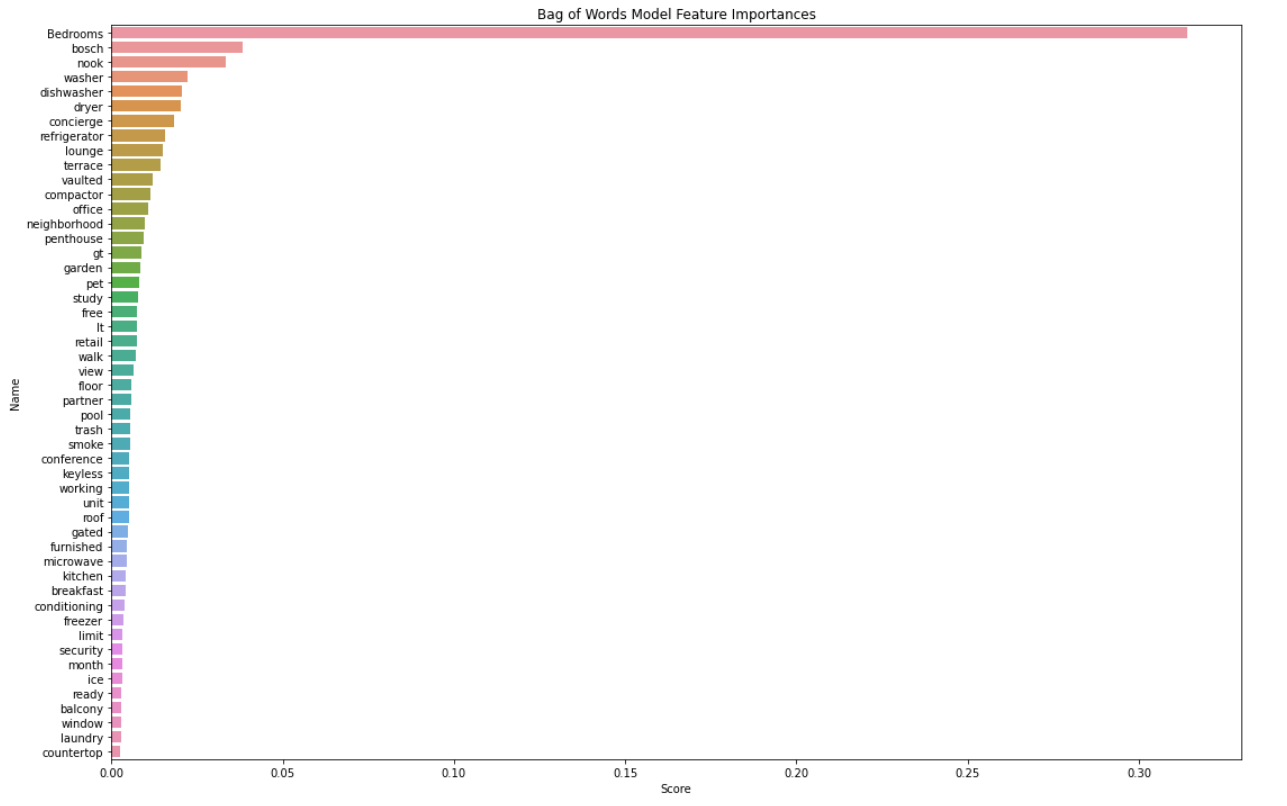 Bag of Words Model Feature Importances
Bedrooms
bosch
nook
washer
dishwasher
dryer
concierge
refrigerator
lounge
terrace
vaulted
compactor
office
neighborhood
penthouse
gt
garden
pet
study
free
lt
retail
walk
view
floor
partner
pool
trash
smoke
conference
keyless
working
unit
roof
gated
furnished
microwave
kitchen
breakfast
conditioning
freezer
limit
security
month
ice
ready
balcony
window
laundry
countertop
Name
0.00 0.05 0.10 0.15 0.20 0.25 0.30
Score